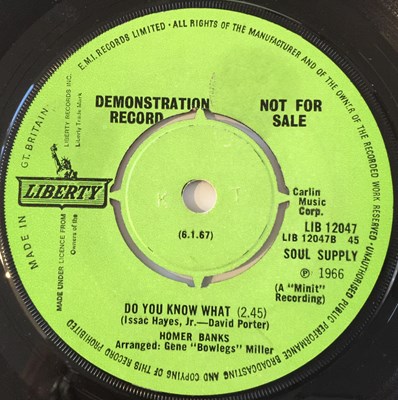 E.M.I. RECORDS LIMITED · ALL RIGHTS OF THE MANUFACTURER AND OF THE OWNER OF THE RECORDED WORK RESERVED · UNAUTHORISED PUBLIC PERFORMANCE BROADCASTING AND COPYING OF THIS RECORD PROHIBITED
MADE IN GT. BRITAIN
LIBERTY RECORDS INC.
Liberty Trade Mark
MADE UNDER LICENCE FROM
Owners of the
DEMONSTRATION
RECORD
NOT FOR
SALE
LIBERTY
K T
(6.1.67)
Carlin
Music
Corp.
LIB 12047
LIB 12047B 45
SOUL SUPPLY
℗ 1966
(A "Minit"
Recording)
DO YOU KNOW WHAT (2.45)
(Issac Hayes, Jr.—David Porter)
HOMER BANKS
Arranged: Gene "Bowlegs" Miller